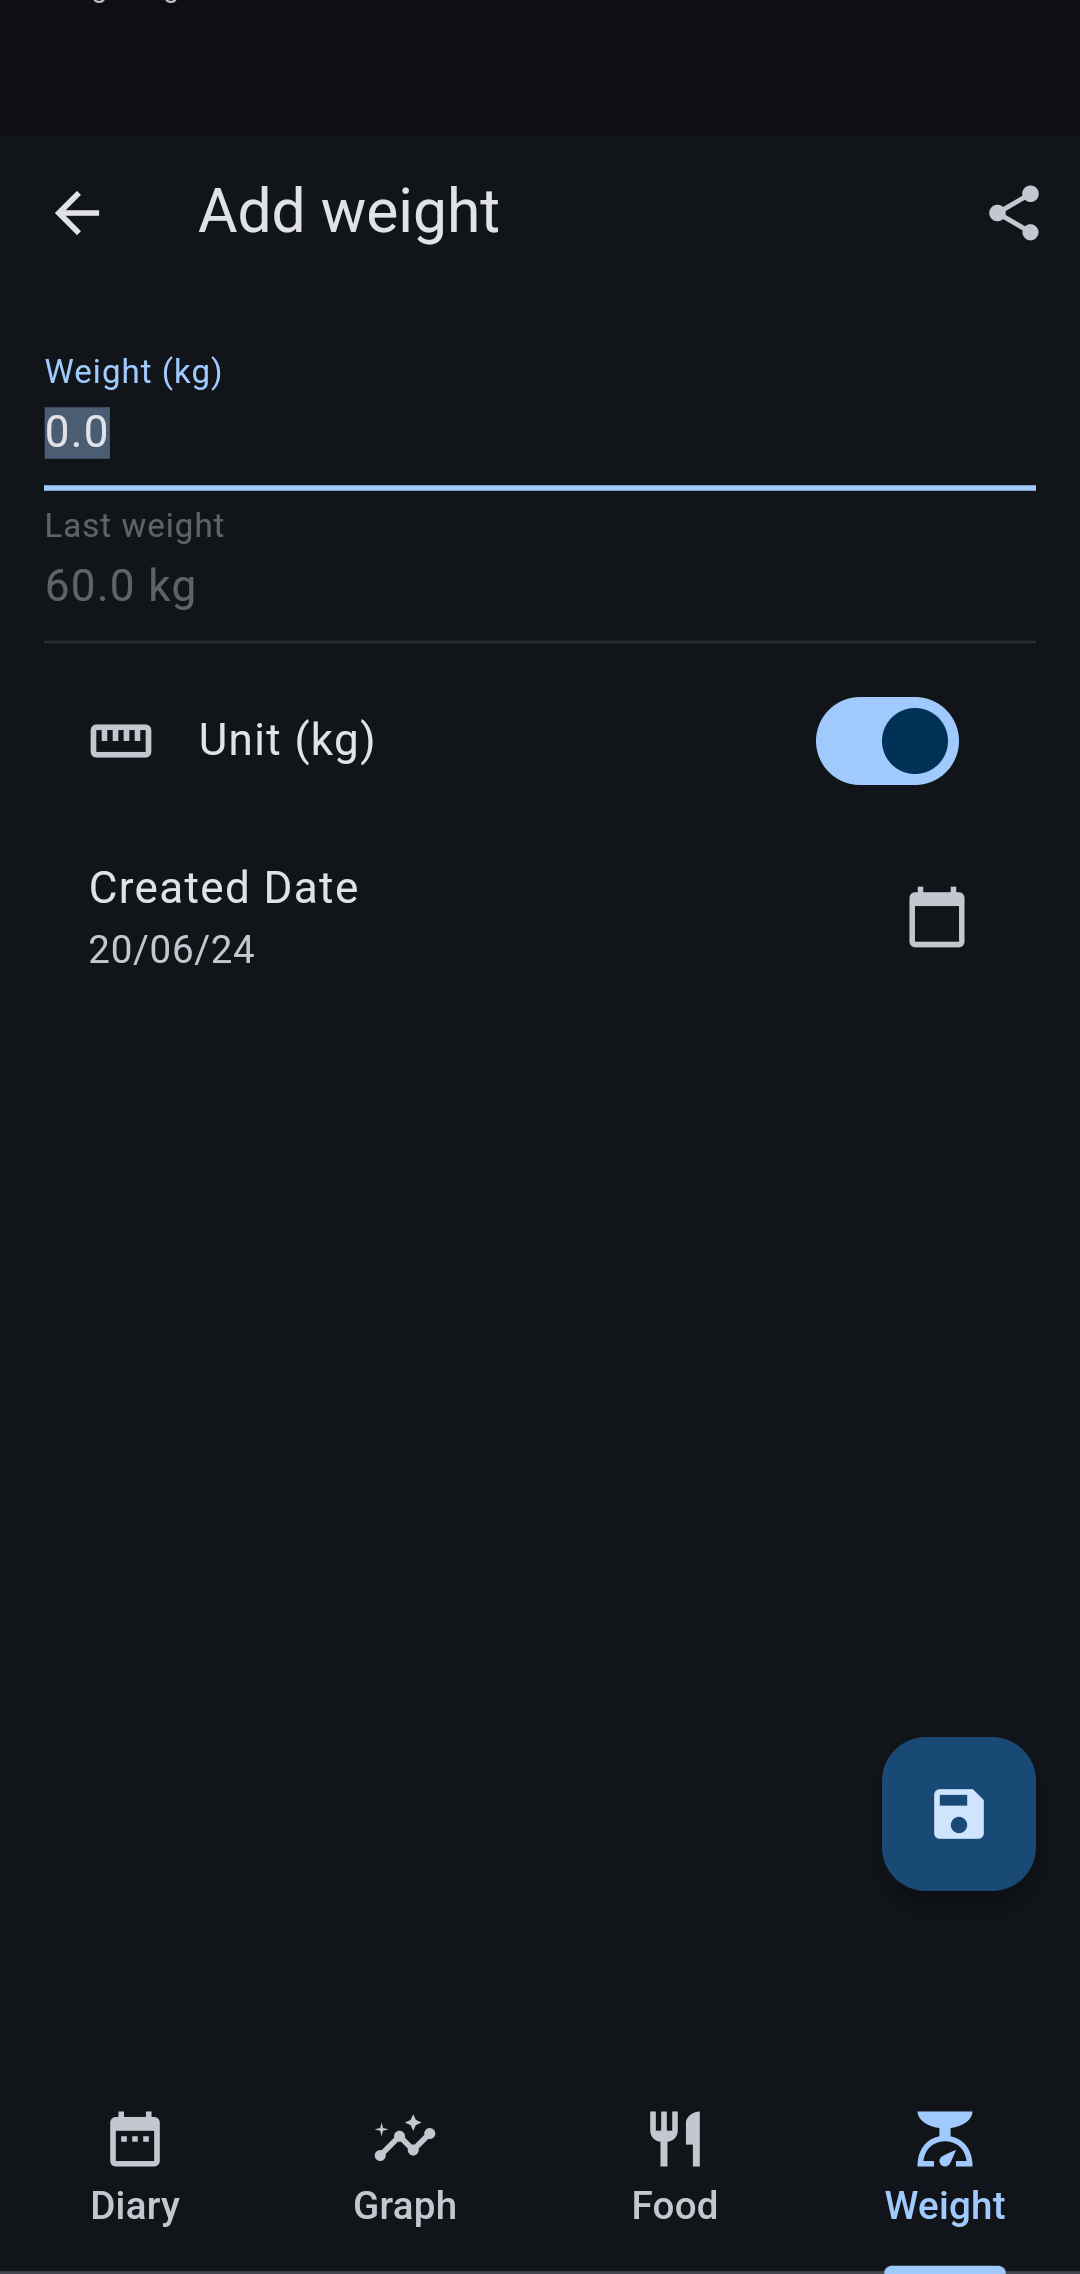 Add weight
Weight (kg)
0.0
Last weight
60.0 kg
Unit (kg)
Created Date
20/06/24
Diary
Graph
Food
Weight